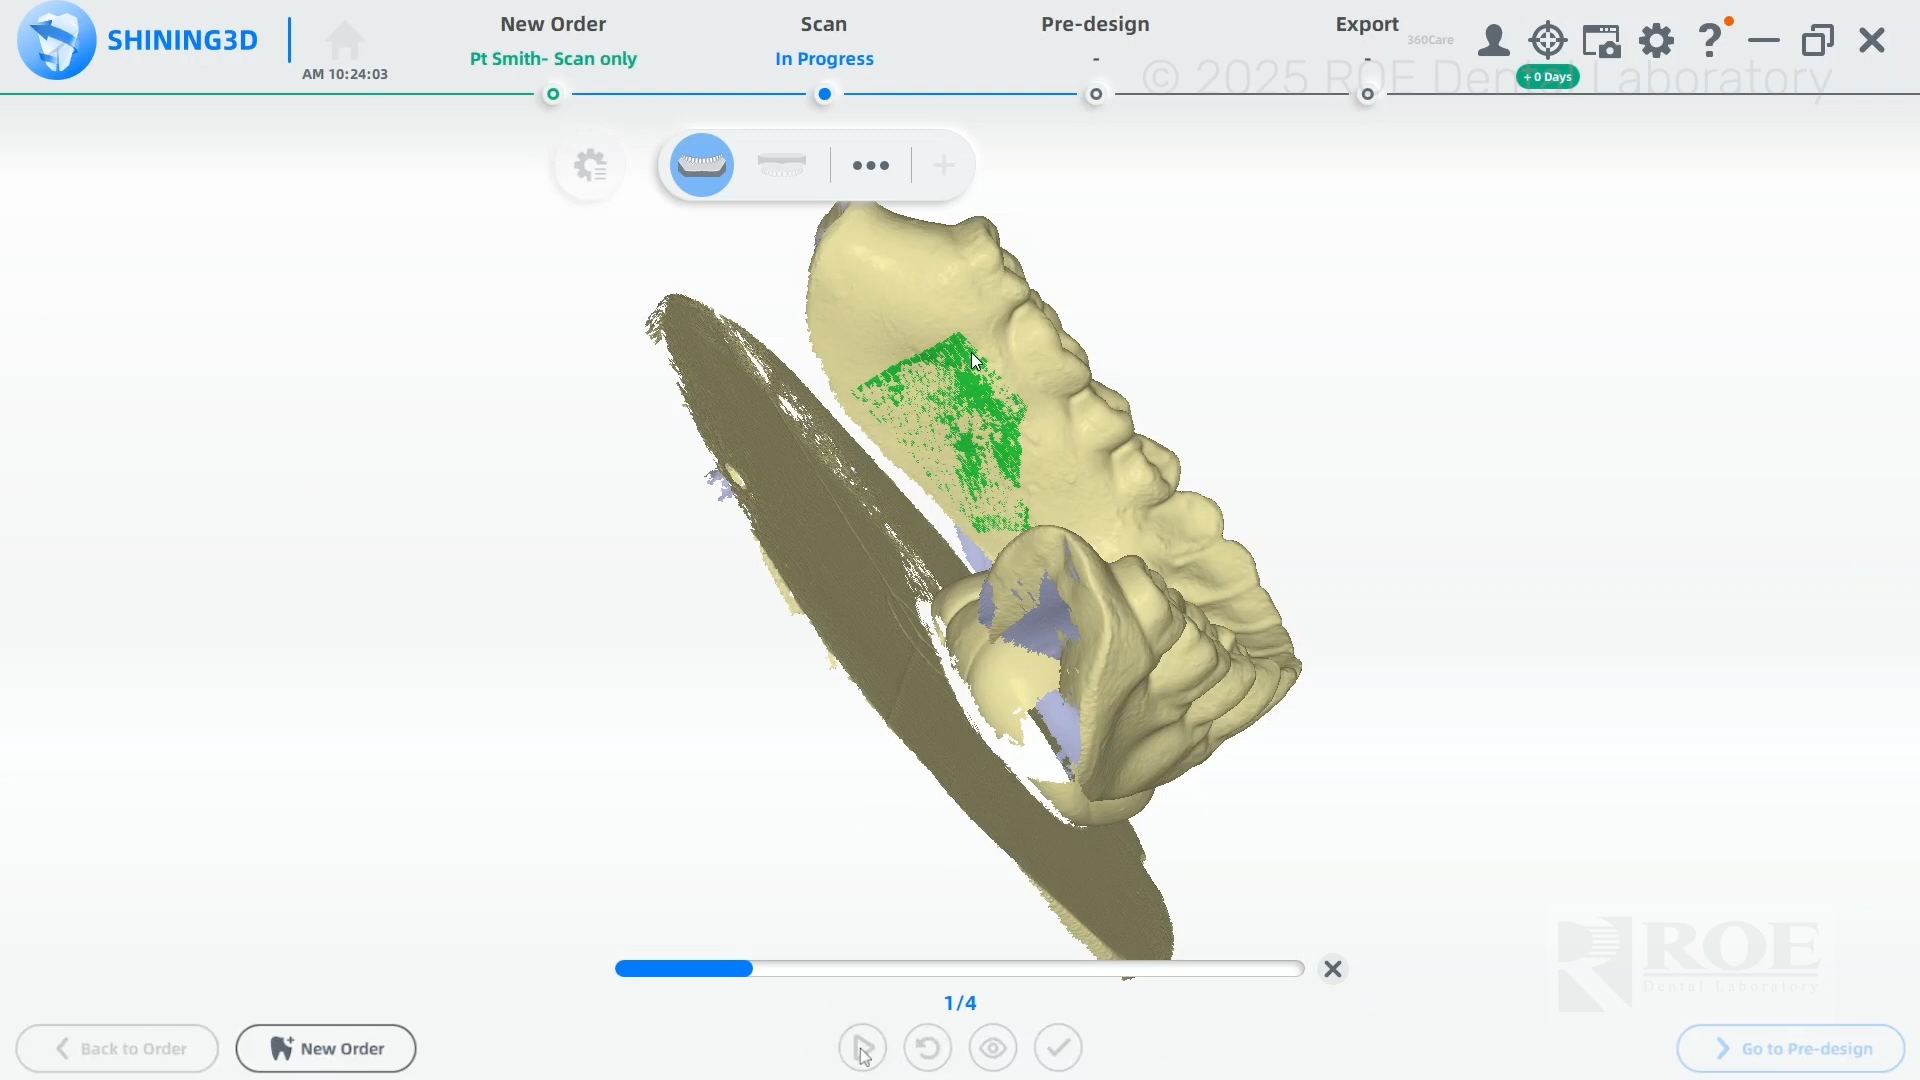 SHINING3D
AM 10:24:03
New Order
Pt Smith- Scan only
Scan
In Progress
Pre-design
-
Export
-
360Care
+ 0 Days
© 2025 ROE Dental Laboratory
1/4
ROE
Dental Laboratory
Back to Order
New Order
Go to Pre-design